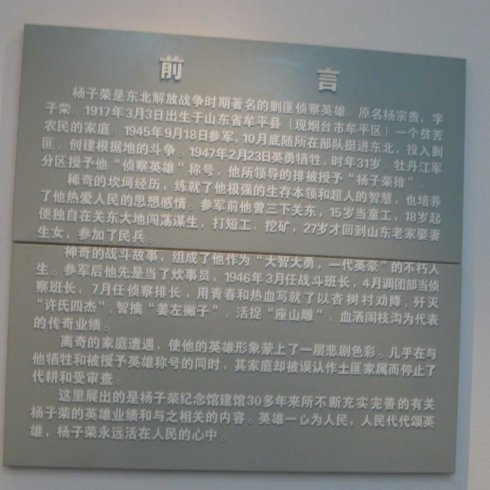 前言
杨子荣是东北解放战争时期著名的剿匪侦察英雄。原名杨宗贵，字
子荣。1917年3月3日出生于山东省牟平县（现烟台市牟平区）一个贫苦
农民的家庭。1945年9月18日参军，10月底随所在部队挺进东北，投入到剿
匪、创建根据地的斗争。1947年2月23日英勇牺牲，时年31岁。牡丹江军
分区授予他“侦察英雄”称号，他所领导的排被授予“杨子荣排”。
稀奇的坎坷经历，练就了他极强的生存本领和超人的智慧，也培养
了他热爱人民的思想感情。参军前他曾三下关东，15岁当童工，18岁起
便独自在关东大地闯荡谋生，打短工、挖矿，27岁才回到山东老家娶妻
生女，参加了民兵。
神奇的战斗故事，组成了他作为“大智大勇，一代英豪”的不朽人
生。参军后他先是当了炊事员，1946年3月任战斗班长，4月调团部当侦
察班长，7月任侦察排长，用青春和热血写就了以杏树村劝降、歼灭
“许氏四杰”、智擒“姜左撇子”、活捉“座山雕”、血洒闹枝沟为代表
的传奇业绩。
离奇的家庭遭遇，使他的英雄形象蒙上了一层悲剧色彩。几乎在与
他牺牲和被授予英雄称号的同时，其家庭却被误认作土匪家属而停止了
代耕和受审查。
这里展出的是杨子荣纪念馆建馆30多年来所不断充实完善的有关
杨子荣的英雄业绩和与之相关的内容。英雄一心为人民，人民代代颂英
雄，杨子荣永远活在人民的心中。